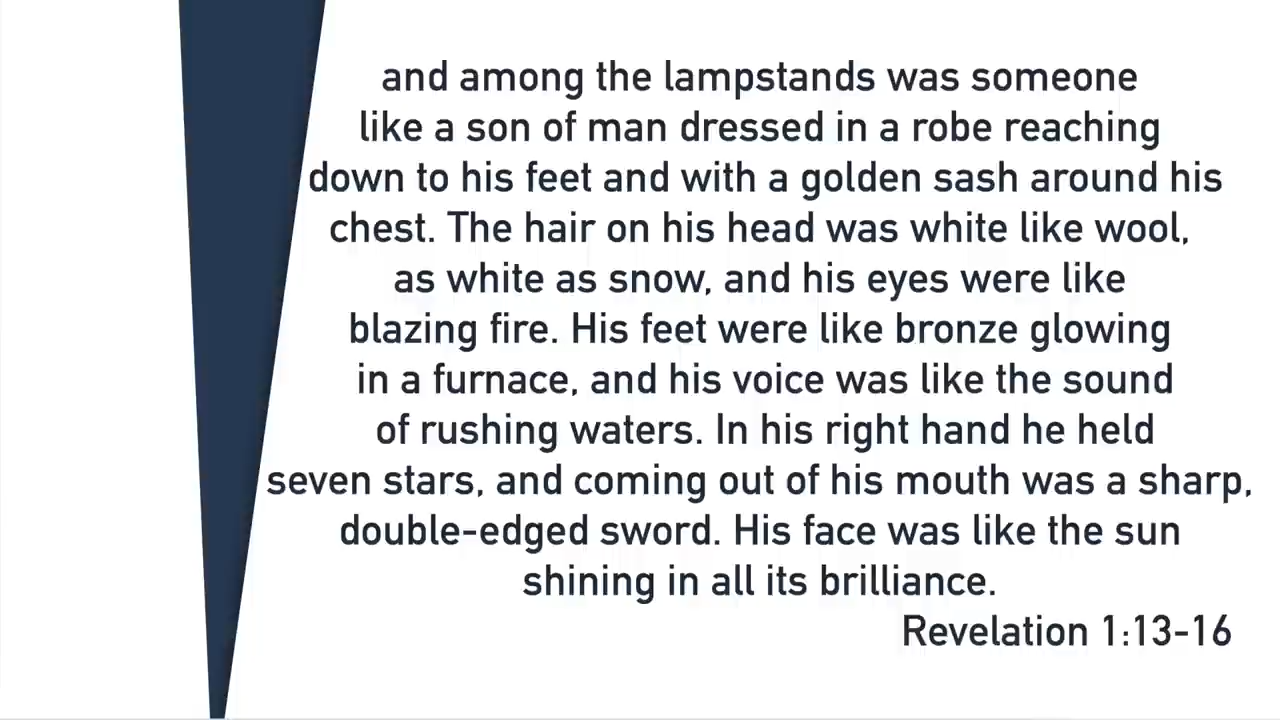 and among the lampstands was someone
like a son of man dressed in a robe reaching
down to his feet and with a golden sash around his
chest. The hair on his head was white like wool,
as white as snow, and his eyes were like
blazing fire. His feet were like bronze glowing
in a furnace, and his voice was like the sound
of rushing waters. In his right hand he held
seven stars, and coming out of his mouth was a sharp,
double-edged sword. His face was like the sun
shining in all its brilliance.
Revelation 1:13-16